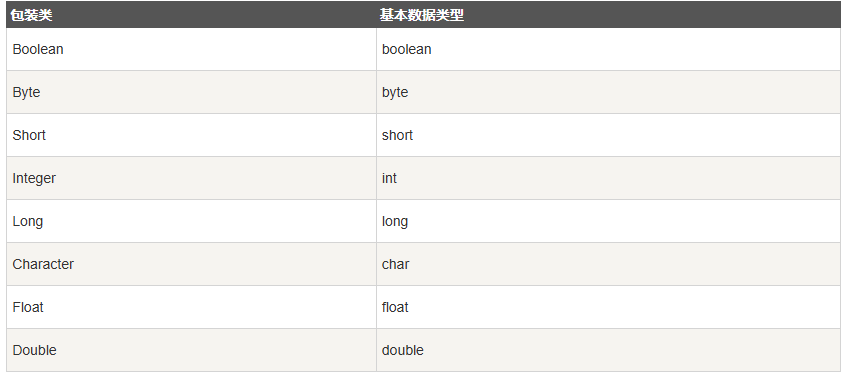 包装类 基本数据类型
Boolean boolean
Byte byte
Short short
Integer int
Long long
Character char
Float float
Double double